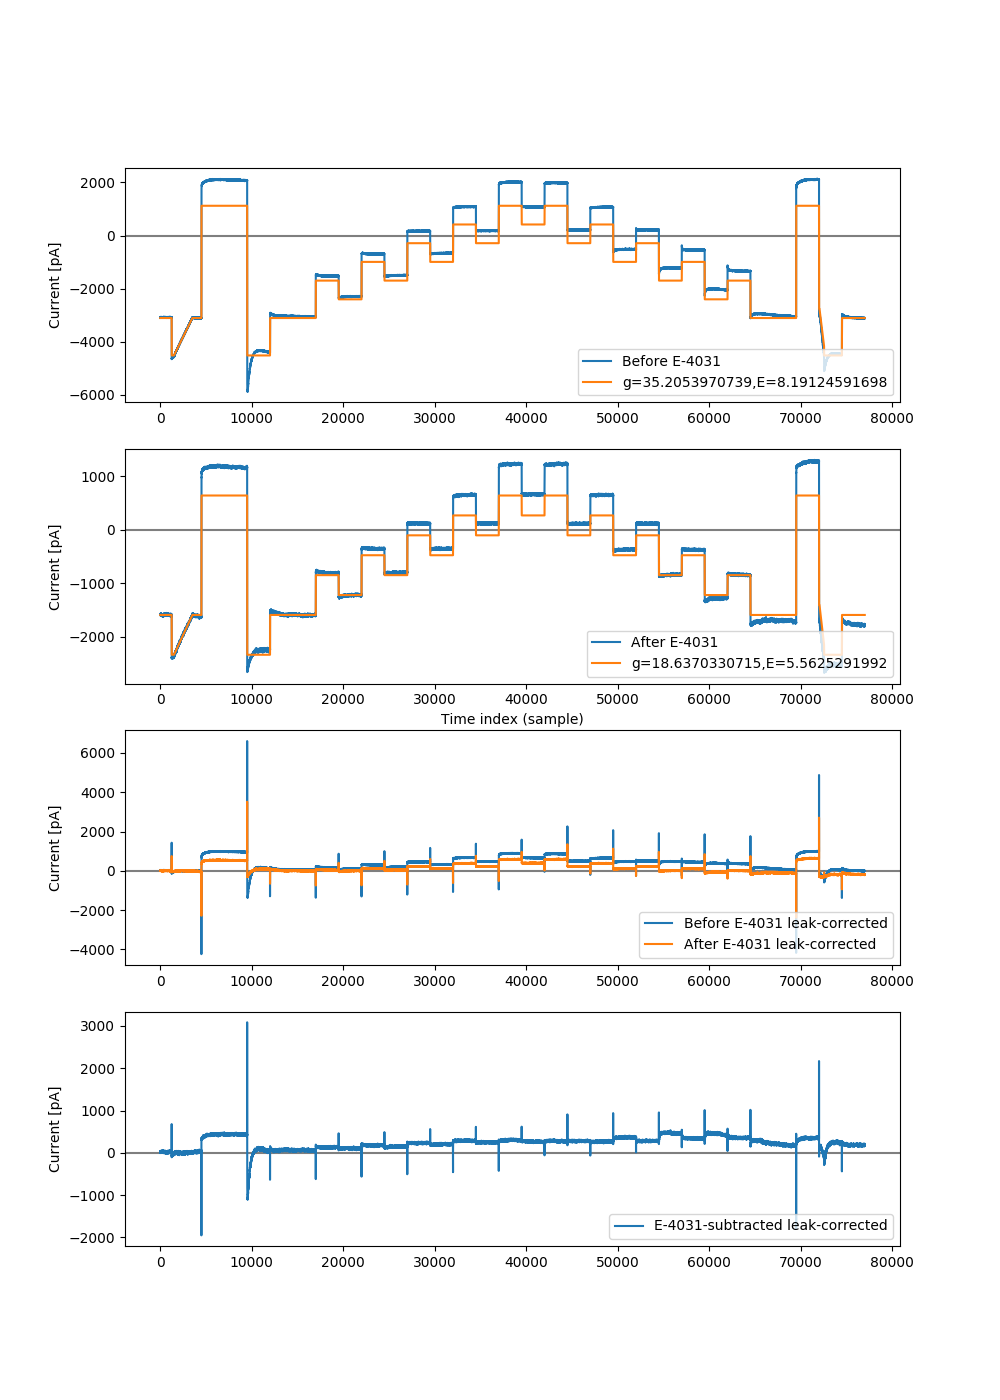 2000
0
−2000
−4000
−6000
Current [pA]
Before E-4031
g=35.2053970739,E=8.19124591698
0 10000 20000 30000 40000 50000 60000 70000 80000
1000
0
−1000
−2000
Current [pA]
After E-4031
g=18.6370330715,E=5.5625291992
0 10000 20000 30000 40000 50000 60000 70000 80000
Time index (sample)
6000
4000
2000
0
−2000
−4000
Current [pA]
Before E-4031 leak-corrected
After E-4031 leak-corrected
0 10000 20000 30000 40000 50000 60000 70000 80000
3000
2000
1000
0
−1000
−2000
Current [pA]
E-4031-subtracted leak-corrected
0 10000 20000 30000 40000 50000 60000 70000 80000